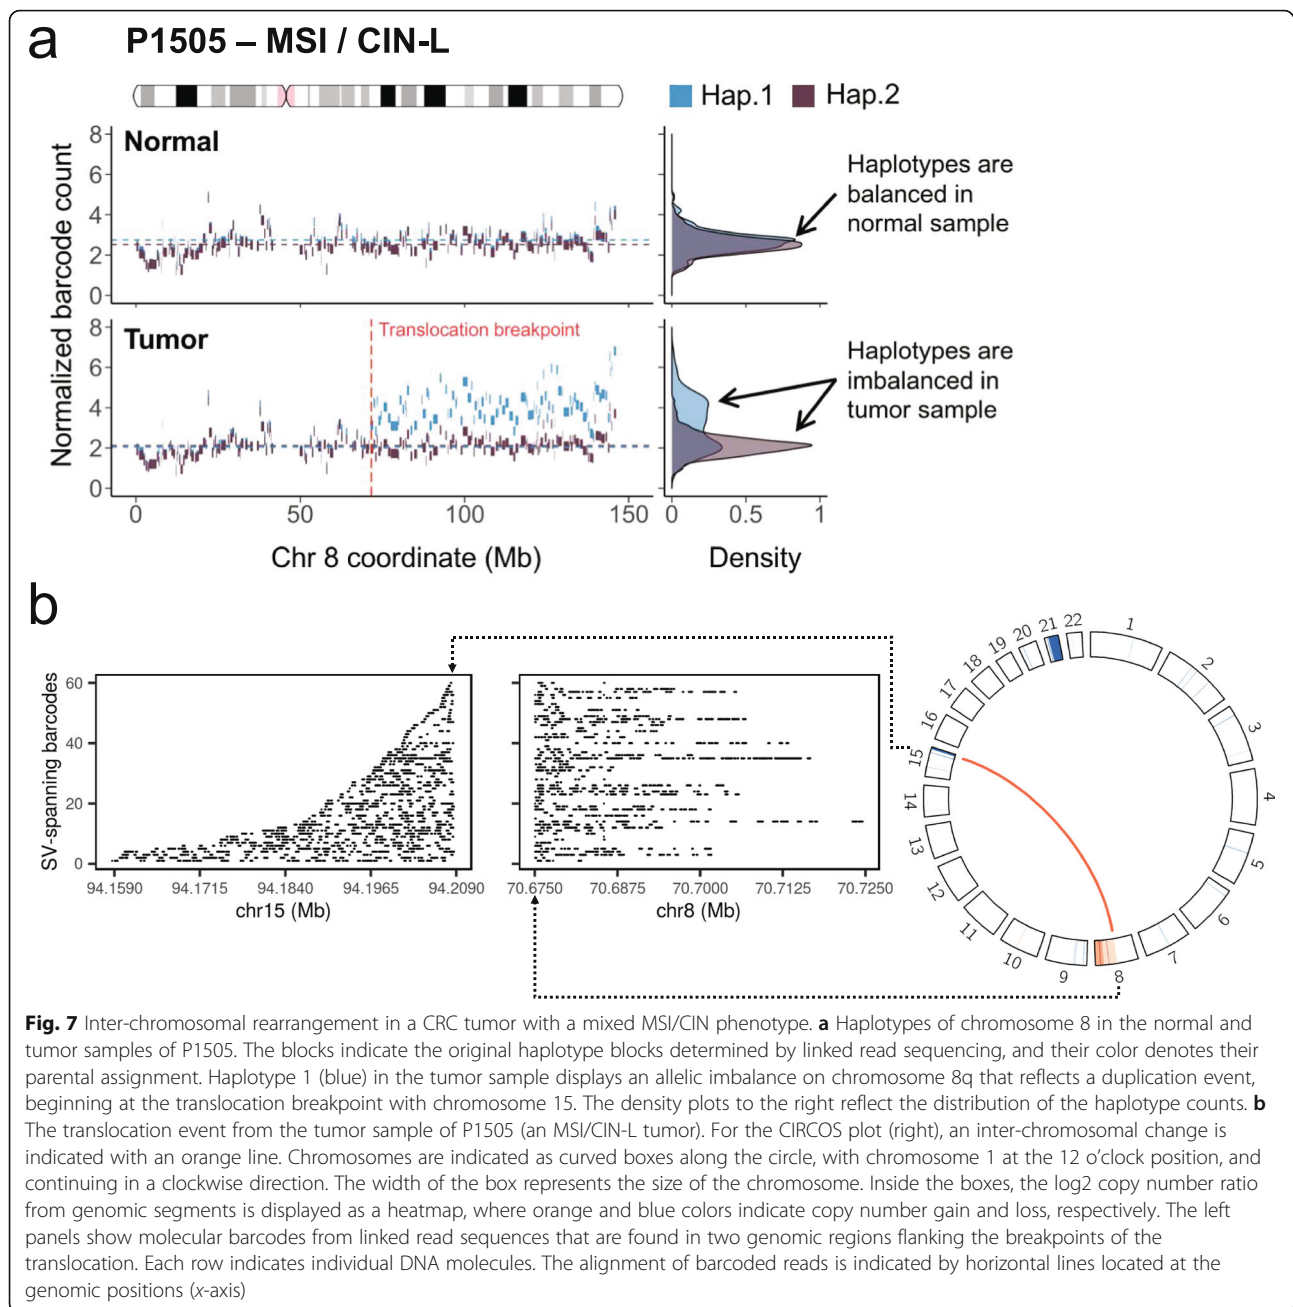 a
P1505 – MSI / CIN-L
Hap.1 Hap.2
Normalized barcode count
Normal
8
6
4
2
0
Haplotypes are
balanced in
normal sample
Tumor
Translocation breakpoint
8
6
4
2
0
Haplotypes are
imbalanced in
tumor sample
0 50 100 150
Chr 8 coordinate (Mb)
0 0.5 1
Density
b
SV-spanning barcodes
60
40
20
0
94.1590 94.1715 94.1840 94.1965 94.2090
chr15 (Mb)
70.6750 70.6875 70.7000 70.7125 70.7250
chr8 (Mb)
1
2
3
4
5
6
7
8
9
10
11
12
13
14
15
16
17
18
19
20
21
22
Fig. 7 Inter-chromosomal rearrangement in a CRC tumor with a mixed MSI/CIN phenotype. a Haplotypes of chromosome 8 in the normal and
tumor samples of P1505. The blocks indicate the original haplotype blocks determined by linked read sequencing, and their color denotes their
parental assignment. Haplotype 1 (blue) in the tumor sample displays an allelic imbalance on chromosome 8q that reflects a duplication event,
beginning at the translocation breakpoint with chromosome 15. The density plots to the right reflect the distribution of the haplotype counts. b
The translocation event from the tumor sample of P1505 (an MSI/CIN-L tumor). For the CIRCOS plot (right), an inter-chromosomal change is
indicated with an orange line. Chromosomes are indicated as curved boxes along the circle, with chromosome 1 at the 12 o’clock position, and
continuing in a clockwise direction. The width of the box represents the size of the chromosome. Inside the boxes, the log2 copy number ratio
from genomic segments is displayed as a heatmap, where orange and blue colors indicate copy number gain and loss, respectively. The left
panels show molecular barcodes from linked read sequences that are found in two genomic regions flanking the breakpoints of the
translocation. Each row indicates individual DNA molecules. The alignment of barcoded reads is indicated by horizontal lines located at the
genomic positions (x-axis)